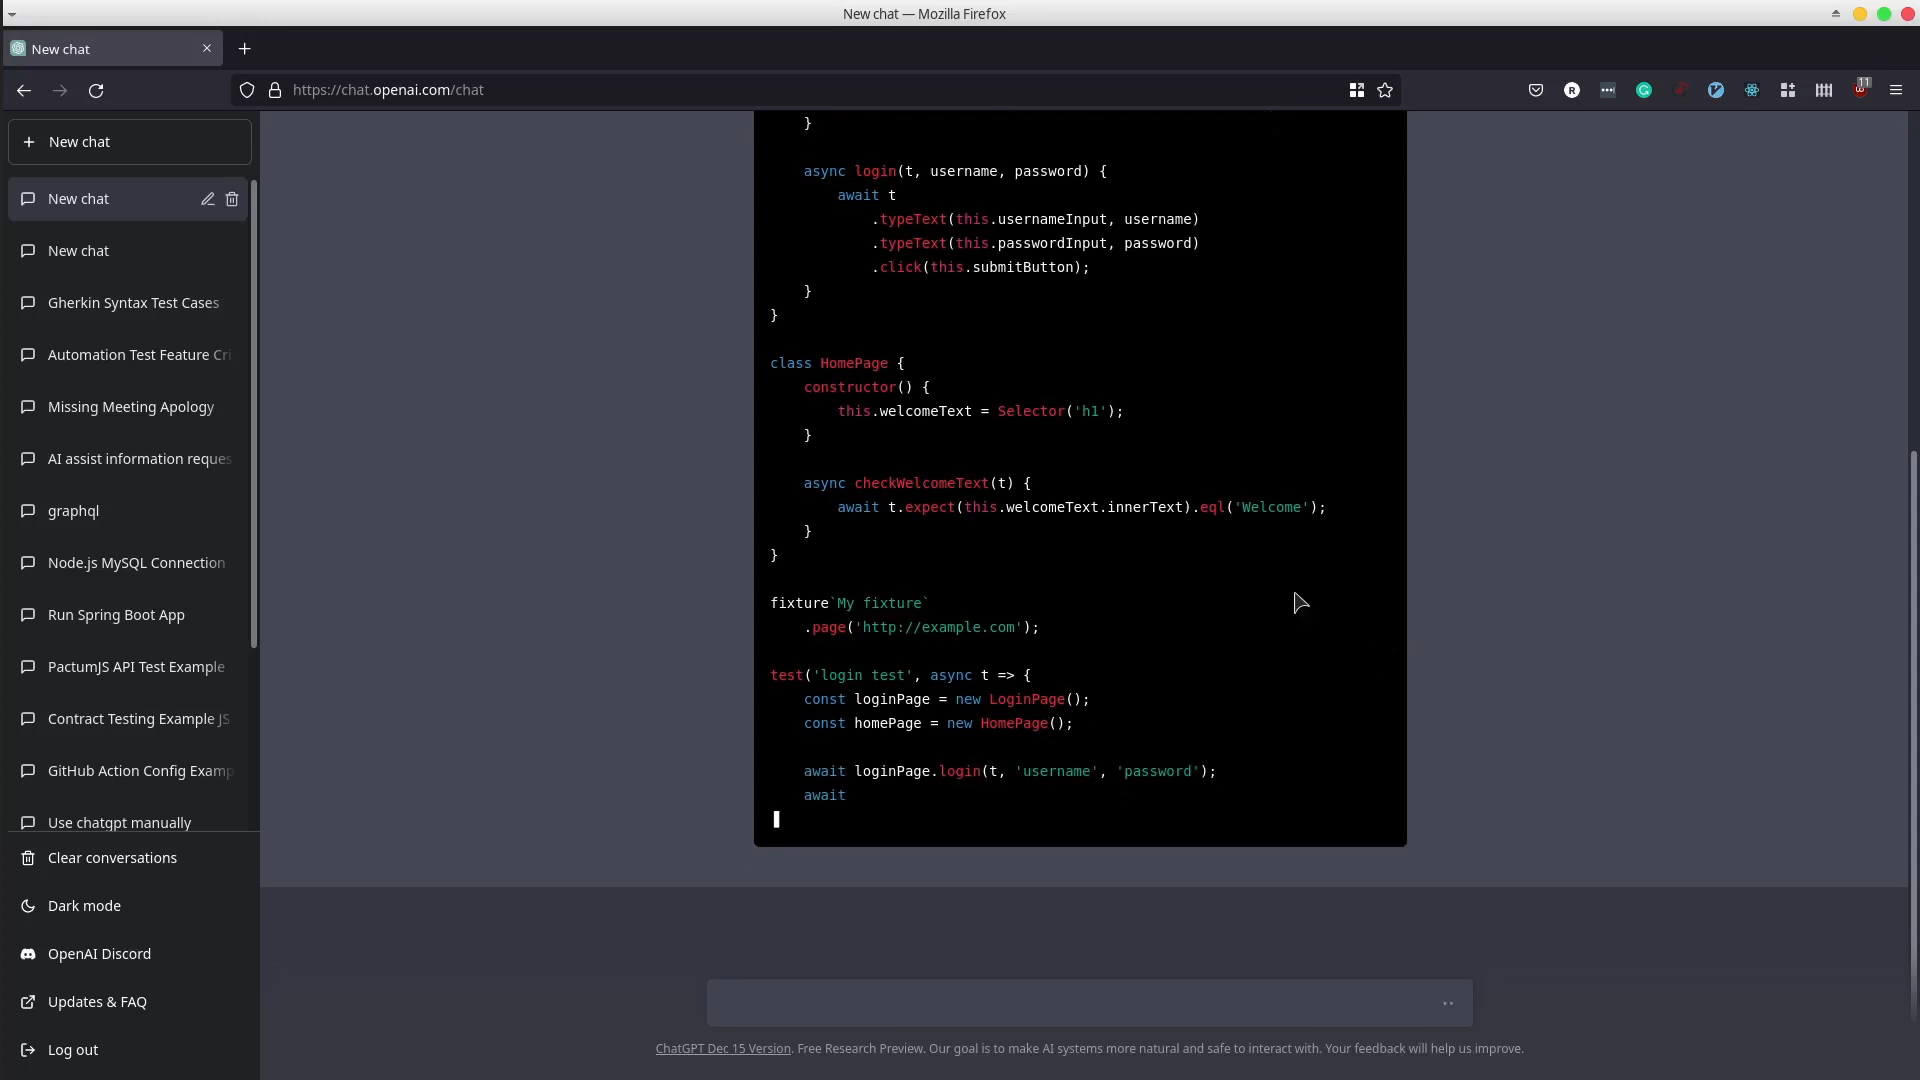 New chat — Mozilla Firefox
New chat
https://chat.openai.com/chat
11
New chat
New chat
New chat
Gherkin Syntax Test Cases
Automation Test Feature Cri
Missing Meeting Apology
AI assist information reques
graphql
Node.js MySQL Connection
Run Spring Boot App
PactumJS API Test Example
Contract Testing Example JS
GitHub Action Config Examp
Use chatgpt manually
Clear conversations
Dark mode
OpenAI Discord
Updates & FAQ
Log out
}
async login(t, username, password) {
await t
.typeText(this.usernameInput, username)
.typeText(this.passwordInput, password)
.click(this.submitButton);
}
}
class HomePage {
constructor() {
this.welcomeText = Selector('h1');
}
async checkWelcomeText(t) {
await t.expect(this.welcomeText.innerText).eql('Welcome');
}
}
fixture`My fixture`
.page('http://example.com');
test('login test', async t => {
const loginPage = new LoginPage();
const homePage = new HomePage();
await loginPage.login(t, 'username', 'password');
await
ChatGPT Dec 15 Version. Free Research Preview. Our goal is to make AI systems more natural and safe to interact with. Your feedback will help us improve.